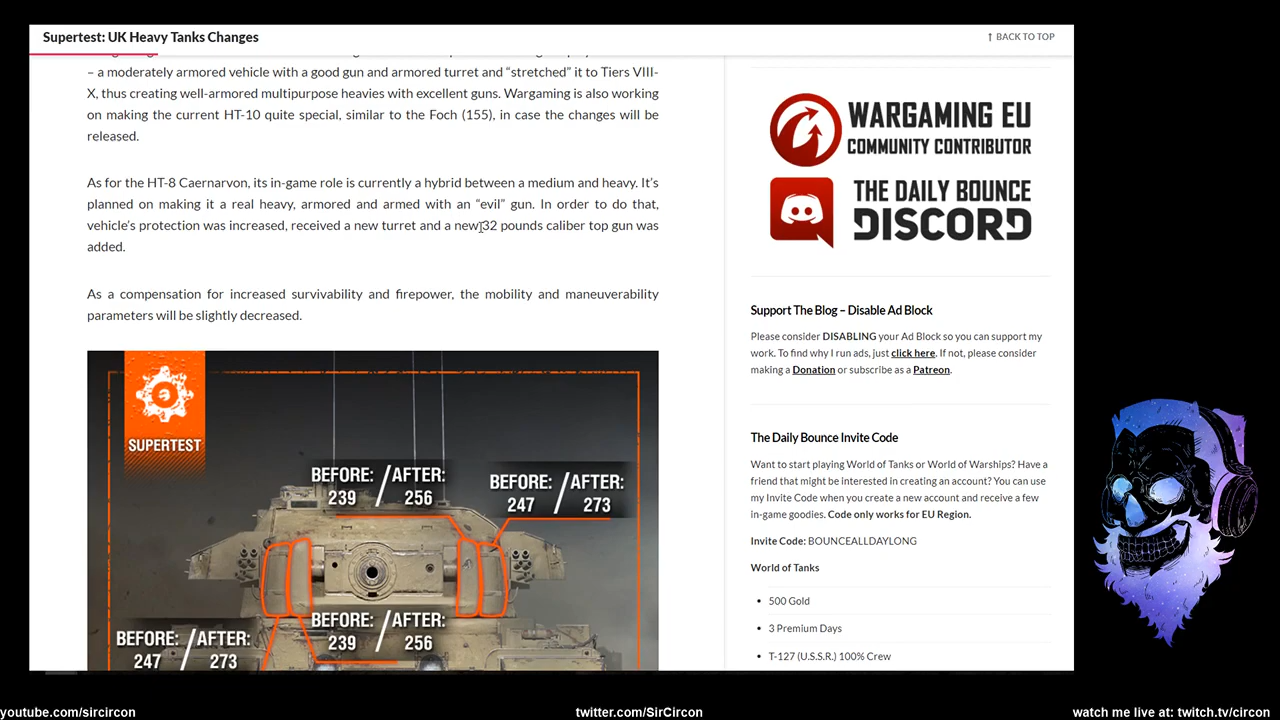 Supertest: UK Heavy Tanks Changes
↑ BACK TO TOP
– a moderately armored vehicle with a good gun and armored turret and “stretched” it to Tiers VIII-
X, thus creating well-armored multipurpose heavies with excellent guns. Wargaming is also working
on making the current HT-10 quite special, similar to the Foch (155), in case the changes will be
released.
As for the HT-8 Caernarvon, its in-game role is currently a hybrid between a medium and heavy. It’s
planned on making it a real heavy, armored and armed with an “evil” gun. In order to do that,
vehicle’s protection was increased, received a new turret and a new 32 pounds caliber top gun was
added.
As a compensation for increased survivability and firepower, the mobility and maneuverability
parameters will be slightly decreased.
SUPERTEST
BEFORE: / AFTER:
239 256
BEFORE: / AFTER:
247 273
BEFORE: / AFTER:
239 256
BEFORE: / AFTER:
247 273
WARGAMING EU
COMMUNITY CONTRIBUTOR
THE DAILY BOUNCE
DISCORD
Support The Blog – Disable Ad Block
Please consider DISABLING your Ad Block so you can support my
work. To find why I run ads, just click here. If not, please consider
making a Donation or subscribe as a Patreon.
The Daily Bounce Invite Code
Want to start playing World of Tanks or World of Warships? Have a
friend that might be interested in creating an account? You can use
my Invite Code when you create a new account and receive a few
in-game goodies. Code only works for EU Region.
Invite Code: BOUNCEALLDAYLONG
World of Tanks
• 500 Gold
• 3 Premium Days
• T-127 (U.S.S.R.) 100% Crew
youtube.com/sircircon
twitter.com/SirCircon
watch me live at: twitch.tv/circon